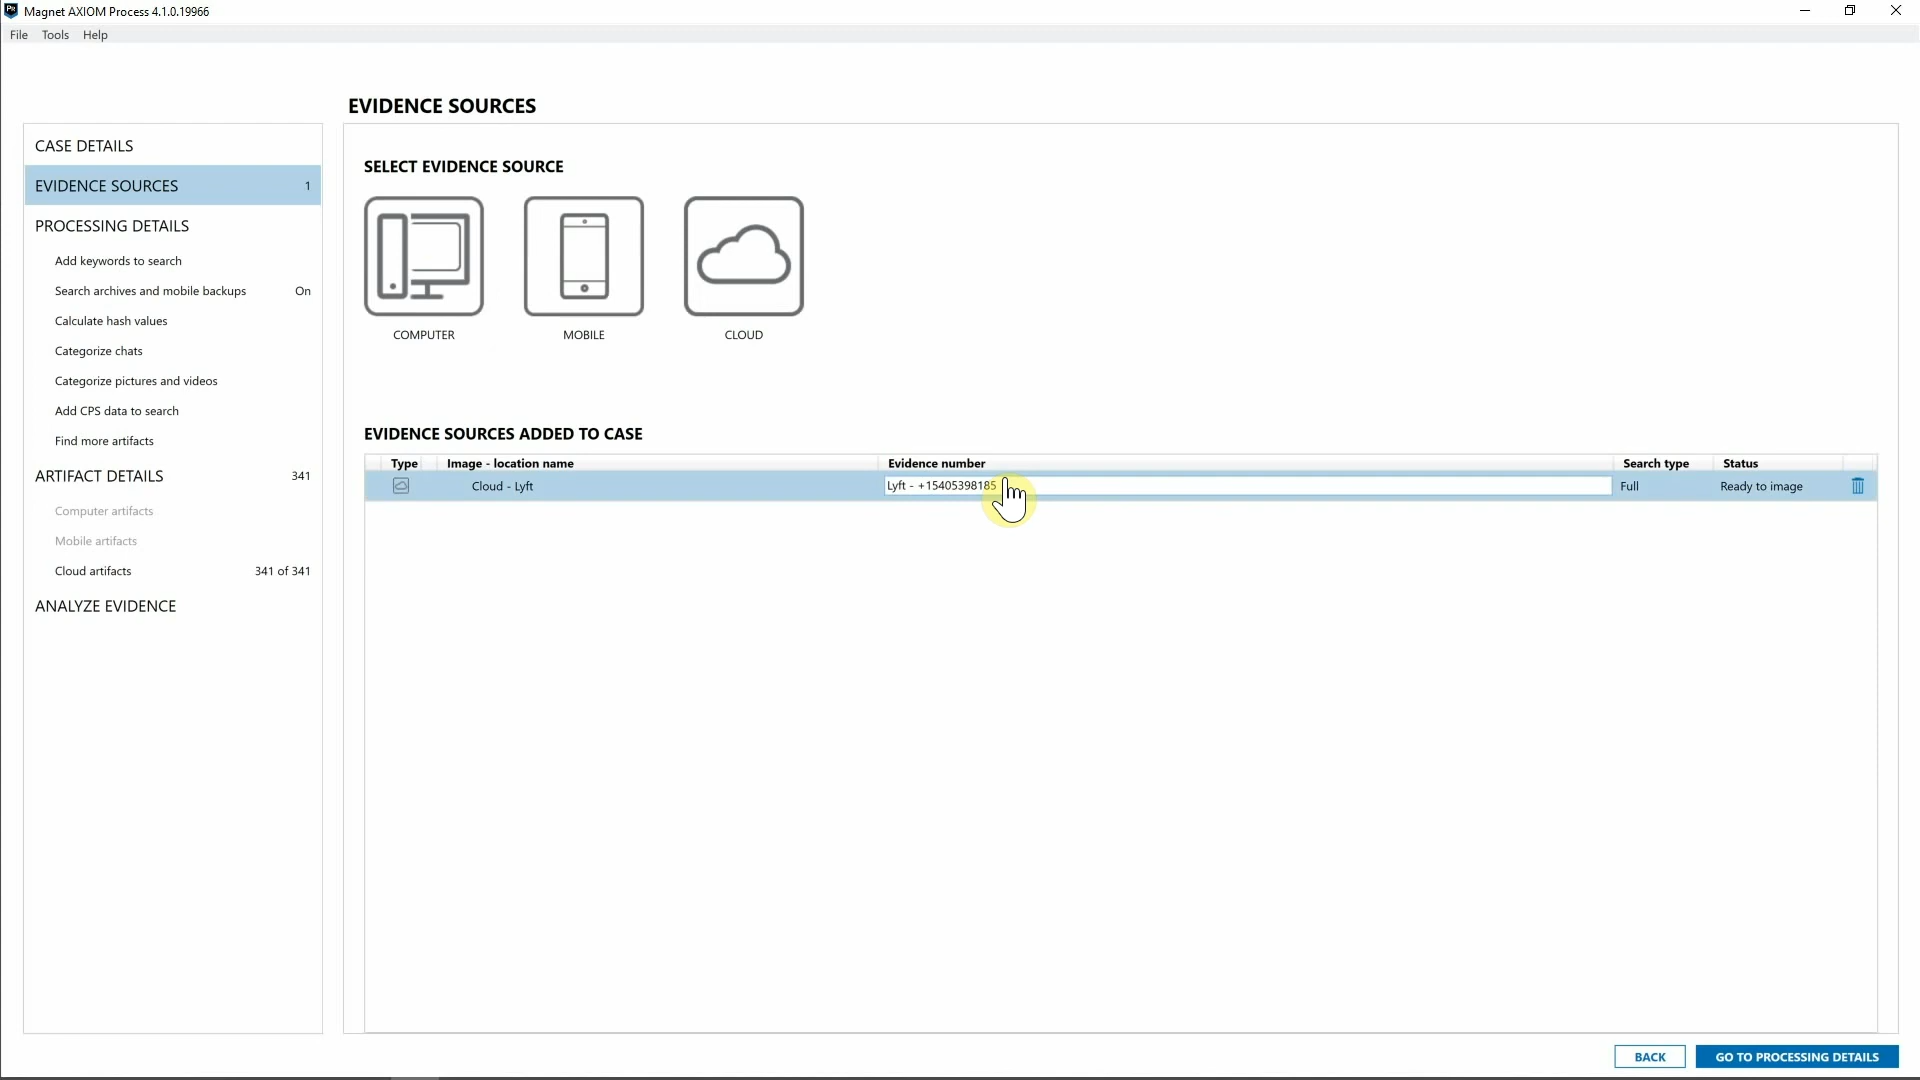 Magnet AXIOM Process 4.1.0.19966
File Tools Help
EVIDENCE SOURCES
CASE DETAILS
EVIDENCE SOURCES 1
PROCESSING DETAILS
Add keywords to search
Search archives and mobile backups On
Calculate hash values
Categorize chats
Categorize pictures and videos
Add CPS data to search
Find more artifacts
ARTIFACT DETAILS 341
Computer artifacts
Mobile artifacts
Cloud artifacts 341 of 341
ANALYZE EVIDENCE
SELECT EVIDENCE SOURCE
COMPUTER MOBILE CLOUD
EVIDENCE SOURCES ADDED TO CASE
Type Image - location name Evidence number Search type Status
Cloud - Lyft Lyft - +15405398185 Full Ready to image
BACK GO TO PROCESSING DETAILS